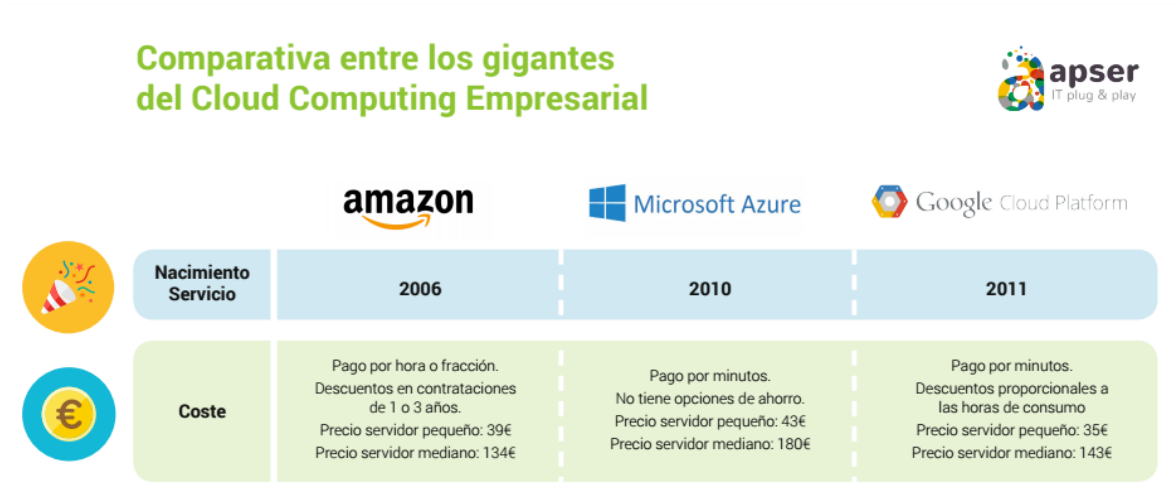 Comparativa entre los gigantes
del Cloud Computing Empresarial
apser
IT plug & play
amazon
Microsoft Azure
Google Cloud Platform
Nacimiento
Servicio
2006
2010
2011
Coste
Pago por hora o fracción.
Descuentos en contrataciones
de 1 o 3 años.
Precio servidor pequeño: 39€
Precio servidor mediano: 134€
Pago por minutos.
No tiene opciones de ahorro.
Precio servidor pequeño: 43€
Precio servidor mediano: 180€
Pago por minutos.
Descuentos proporcionales a
las horas de consumo
Precio servidor pequeño: 35€
Precio servidor mediano: 143€